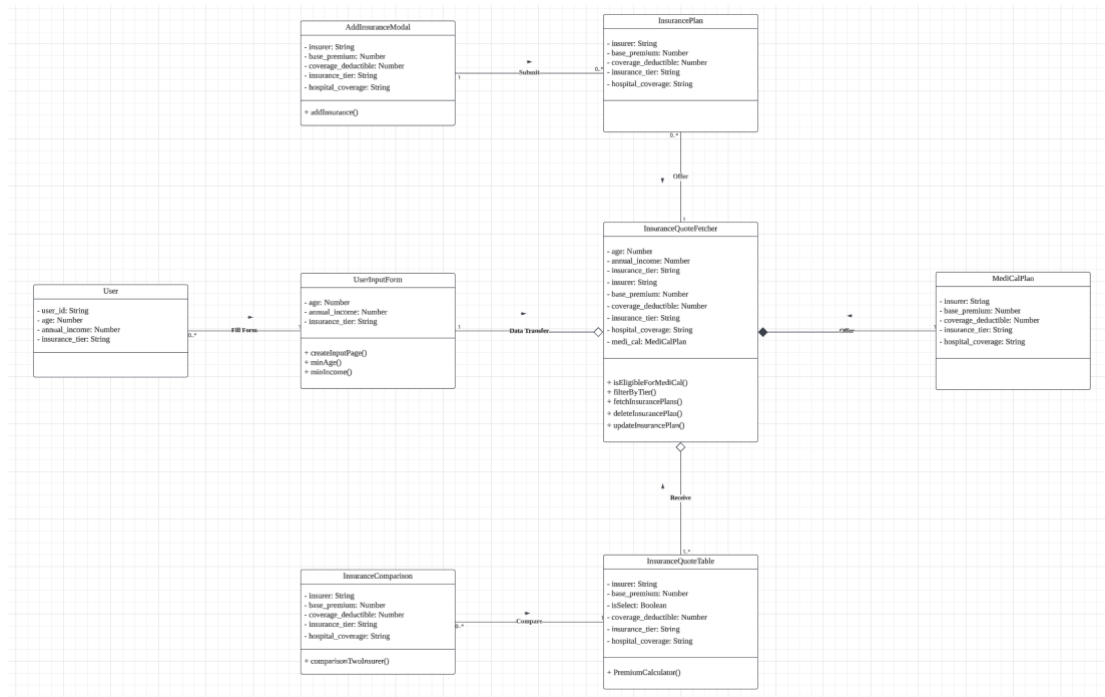 AddInsuranceModal
- insurer: String
- base_premium: Number
- coverage_deductible: Number
- insurance_tier: String
- hospital_coverage: String
+ addInsurance()
1
Submit
0..*
InsurancePlan
- insurer: String
- base_premium: Number
- coverage_deductible: Number
- insurance_tier: String
- hospital_coverage: String
0..*
Offer
1
User
- user_id: String
- age: Number
- annual_income: Number
- insurance_tier: String
0..*
Fill Form
1
UserInputForm
- age: Number
- annual_income: Number
- insurance_tier: String
+ createInputPage()
+ minAge()
+ minIncome()
1
Data Transfer
InsuranceQuoteFetcher
- age: Number
- annual_income: Number
- insurance_tier: String
- insurer: String
- base_premium: Number
- coverage_deductible: Number
- insurance_tier: String
- hospital_coverage: String
- medi_cal: MediCalPlan
+ isEligibleForMediCal()
+ filterByTier()
+ fetchInsurancePlans()
+ deleteInsurancePlan()
+ updateInsurancePlan()
Offer
1
MediCalPlan
- insurer: String
- base_premium: Number
- coverage_deductible: Number
- insurance_tier: String
- hospital_coverage: String
Receive
1..*
InsuranceComparison
- insurer: String
- base_premium: Number
- coverage_deductible: Number
- insurance_tier: String
- hospital_coverage: String
+ comparisonTwoInsurer()
0..*
Compare
1
InsuranceQuoteTable
- insurer: String
- base_premium: Number
- isSelect: Boolean
- coverage_deductible: Number
- insurance_tier: String
- hospital_coverage: String
+ PremiumCalculator()